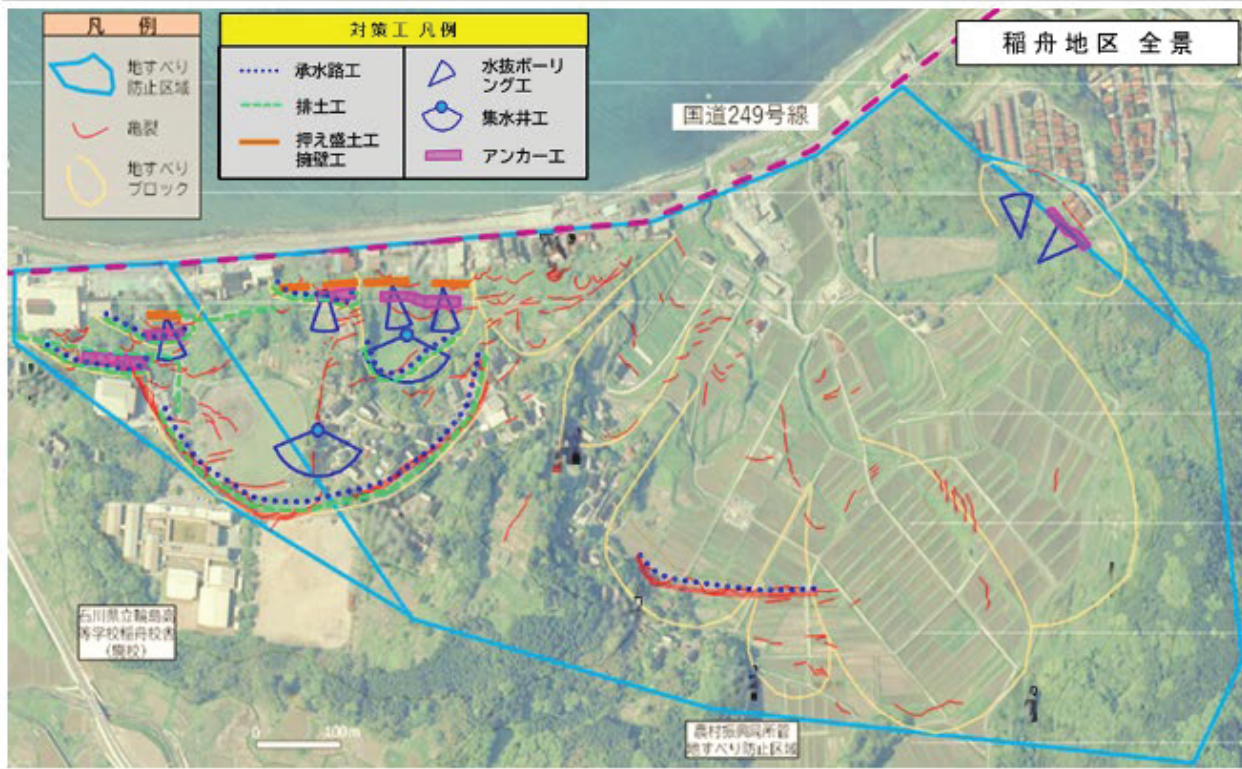 凡 例
地すべり
防止区域
亀裂
地すべり
ブロック
対策工 凡例
承水路工
排土工
押え盛土工
擁壁工
水抜ボーリ
ング工
集水井工
アンカー工
稲舟地区 全景
国道249号線
石川県立輪島高
等学校稲舟校舎
(廃校)
農村振興局所管
地すべり防止区域
0 100m